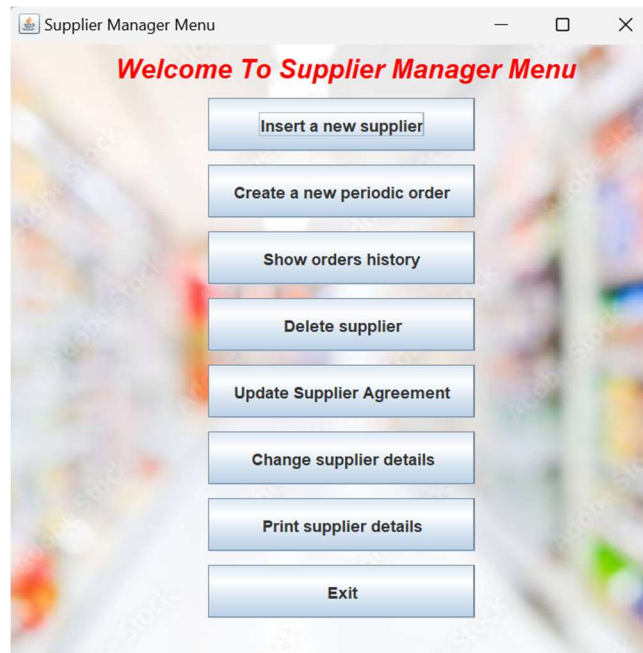 Supplier Manager Menu
Welcome To Supplier Manager Menu
Insert a new supplier
Create a new periodic order
Show orders history
Delete supplier
Update Supplier Agreement
Change supplier details
Print supplier details
Exit